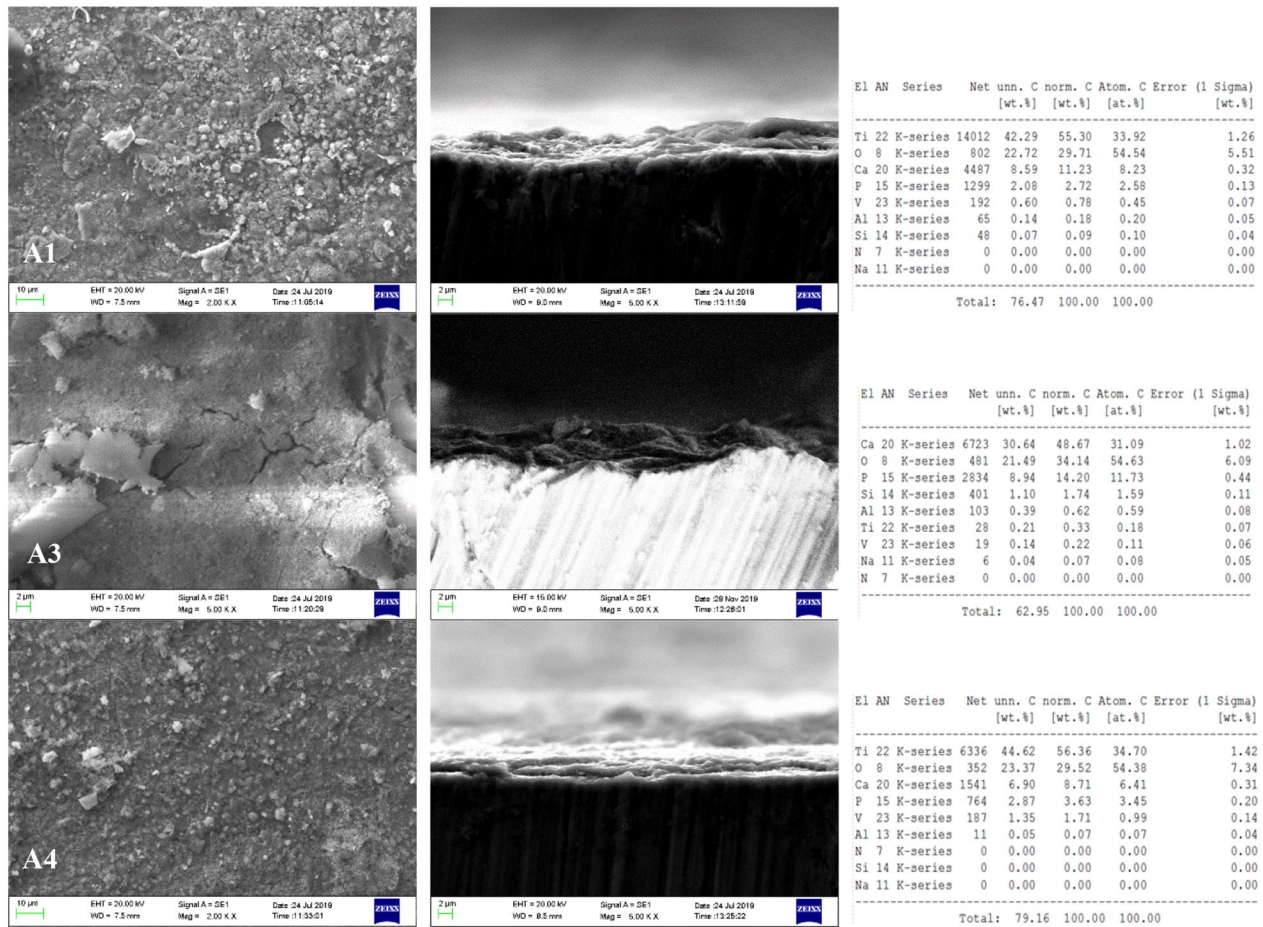 A1
10 µm
EHT = 20.00 kV
WD = 7.5 mm
Signal A = SE1
Mag = 2.00 K X
Date :24 Jul 2019
Time :11:05:14
ZEISS
2 µm
EHT = 20.00 kV
WD = 9.0 mm
Signal A = SE1
Mag = 5.00 K X
Date :24 Jul 2019
Time :13:11:59
ZEISS
El AN Series Net unn. C norm. C Atom. C Error (1 Sigma)
[wt.%] [wt.%] [at.%] [wt.%]
Ti 22 K-series 14012 42.29 55.30 33.92 1.26
O 8 K-series 802 22.72 29.71 54.54 5.51
Ca 20 K-series 4487 8.59 11.23 8.23 0.32
P 15 K-series 1299 2.08 2.72 2.58 0.13
V 23 K-series 192 0.60 0.78 0.45 0.07
Al 13 K-series 65 0.14 0.18 0.20 0.05
Si 14 K-series 48 0.07 0.09 0.10 0.04
N 7 K-series 0 0.00 0.00 0.00 0.00
Na 11 K-series 0 0.00 0.00 0.00 0.00
Total: 76.47 100.00 100.00
A3
2 µm
EHT = 20.00 kV
WD = 7.5 mm
Signal A = SE1
Mag = 5.00 K X
Date :24 Jul 2019
Time :11:20:29
ZEISS
2 µm
EHT = 15.00 kV
WD = 9.0 mm
Signal A = SE1
Mag = 5.00 K X
Date :28 Nov 2019
Time :12:26:01
ZEISS
El AN Series Net unn. C norm. C Atom. C Error (1 Sigma)
[wt.%] [wt.%] [at.%] [wt.%]
Ca 20 K-series 6723 30.64 48.67 31.09 1.02
O 8 K-series 481 21.49 34.14 54.63 6.09
P 15 K-series 2834 8.94 14.20 11.73 0.44
Si 14 K-series 401 1.10 1.74 1.59 0.11
Al 13 K-series 103 0.39 0.62 0.59 0.08
Ti 22 K-series 28 0.21 0.33 0.18 0.07
V 23 K-series 19 0.14 0.22 0.11 0.06
Na 11 K-series 6 0.04 0.07 0.08 0.05
N 7 K-series 0 0.00 0.00 0.00 0.00
Total: 62.95 100.00 100.00
A4
10 µm
EHT = 20.00 kV
WD = 7.5 mm
Signal A = SE1
Mag = 2.00 K X
Date :24 Jul 2019
Time :11:33:01
ZEISS
2 µm
EHT = 20.00 kV
WD = 8.5 mm
Signal A = SE1
Mag = 5.00 K X
Date :24 Jul 2019
Time :13:25:22
ZEISS
El AN Series Net unn. C norm. C Atom. C Error (1 Sigma)
[wt.%] [wt.%] [at.%] [wt.%]
Ti 22 K-series 6336 44.62 56.36 34.70 1.42
O 8 K-series 352 23.37 29.52 54.38 7.34
Ca 20 K-series 1541 6.90 8.71 6.41 0.31
P 15 K-series 764 2.87 3.63 3.45 0.20
V 23 K-series 187 1.35 1.71 0.99 0.14
Al 13 K-series 11 0.05 0.07 0.07 0.04
N 7 K-series 0 0.00 0.00 0.00 0.00
Si 14 K-series 0 0.00 0.00 0.00 0.00
Na 11 K-series 0 0.00 0.00 0.00 0.00
Total: 79.16 100.00 100.00